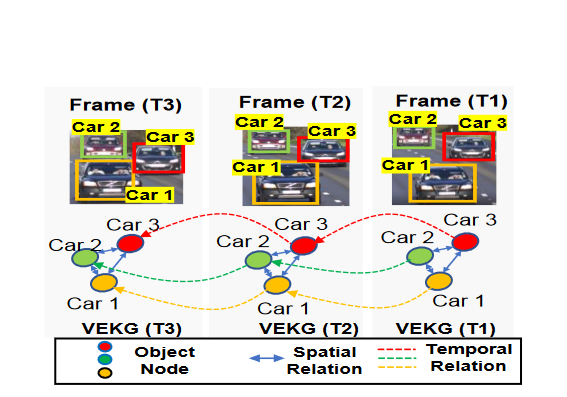 Frame (T3)
Car 2
Car 3
Car 1
Car 3
Car 2
Car 1
VEKG (T3)
Frame (T2)
Car 2
Car 3
Car 1
Car 3
Car 2
Car 1
VEKG (T2)
Frame (T1)
Car 2
Car 3
Car 1
Car 3
Car 2
Car 1
VEKG (T1)
Object
Node
Spatial
Relation
Temporal
Relation